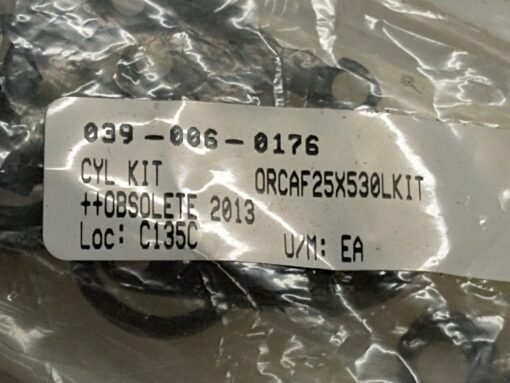 039-006-0176
CYL KIT ORCAF25X530LKIT
++OBSOLETE 2013
Loc: C135C U/M: EA